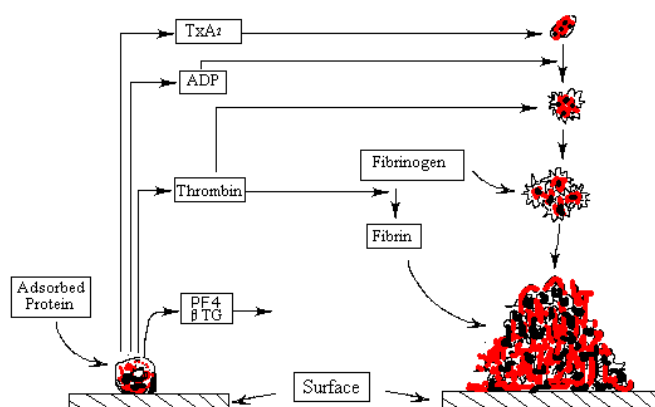 TxA2
ADP
Thrombin
Fibrinogen
Fibrin
Adsorbed
Protein
PF4
βTG
Surface